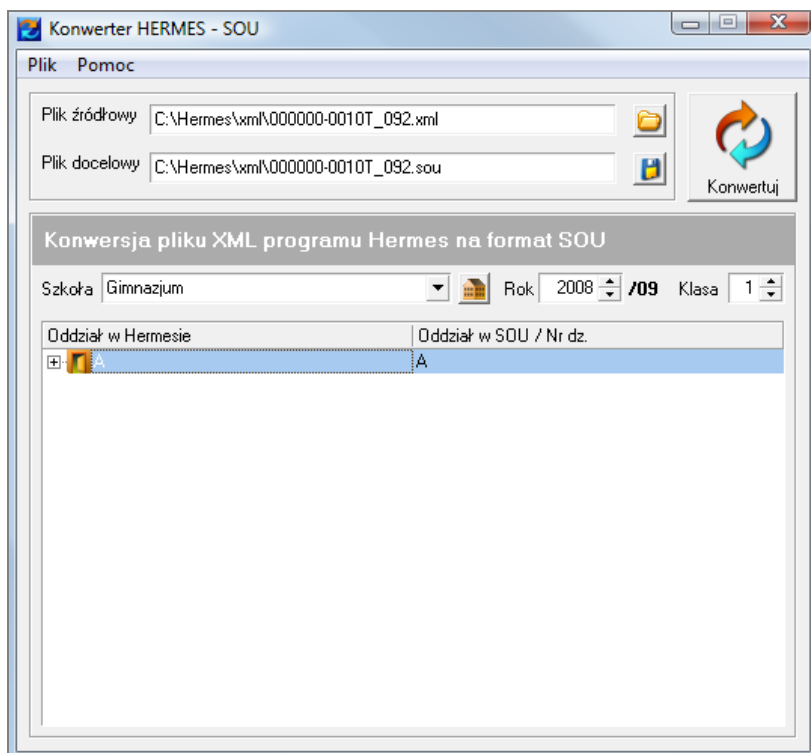 Konwerter HERMES - SOU
Plik Pomoc
Plik źródłowy C:\Hermes\xml\000000-0010T_092.xml
Plik docelowy C:\Hermes\xml\000000-0010T_092.sou
Konwertuj
Konwersja pliku XML programu Hermes na format SOU
Szkoła Gimnazjum Rok 2008 /09 Klasa 1
Oddział w Hermesie Oddział w SOU / Nr dz.
A A